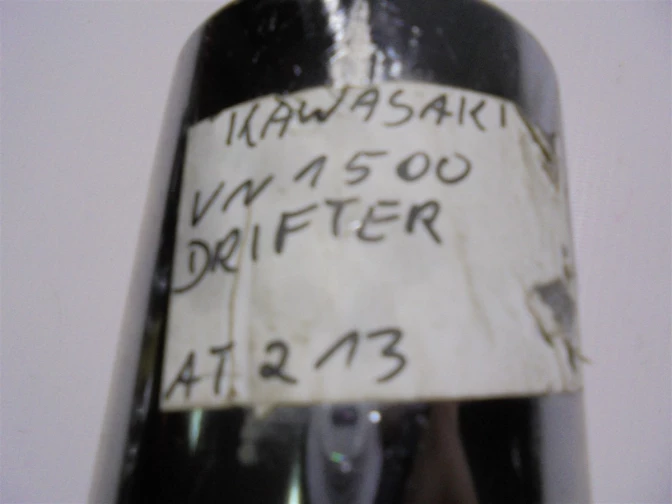 KAWASAKI
VN 1500
DRIFTER
AT 213